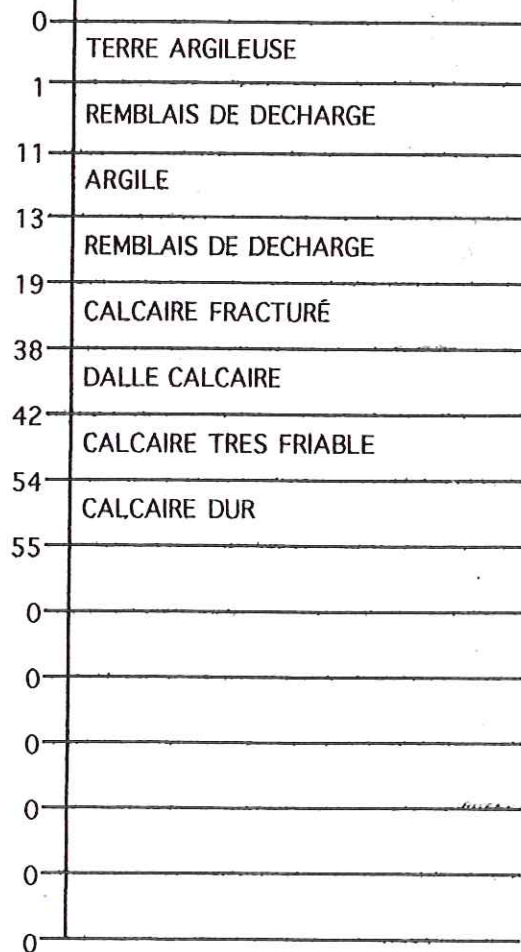 0
TERRE ARGILEUSE
1
REMBLAIS DE DECHARGE
11
ARGILE
13
REMBLAIS DE DECHARGE
19
CALCAIRE FRACTURÉ
38
DALLE CALCAIRE
42
CALCAIRE TRES FRIABLE
54
CALCAIRE DUR
55
0
0
0
0
0
0